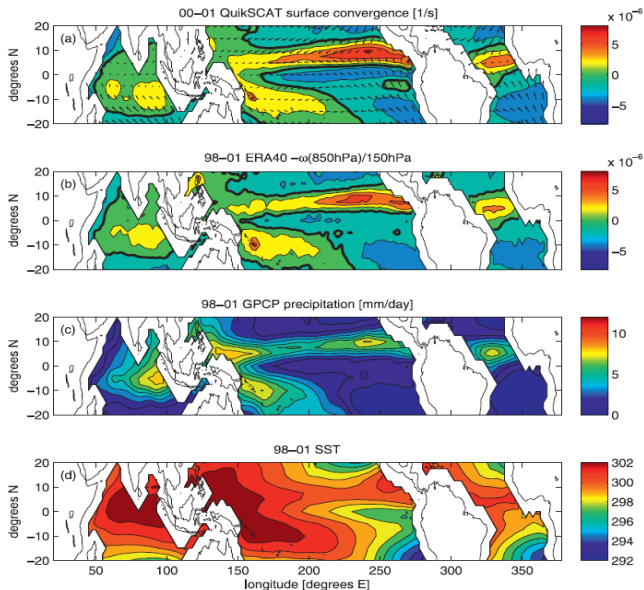 00−01 QuikSCAT surface convergence [1/s]
(a)
degrees N
20
10
0
−10
−20
x 10⁻⁶
5
0
−5
98−01 ERA40 −ω(850hPa)/150hPa
(b)
degrees N
20
10
0
−10
−20
x 10⁻⁶
5
0
−5
98−01 GPCP precipitation [mm/day]
(c)
degrees N
20
10
0
−10
−20
10
5
0
98−01 SST
(d)
degrees N
20
10
0
−10
−20
302
300
298
296
294
292
50 100 150 200 250 300 350
longitude [degrees E]